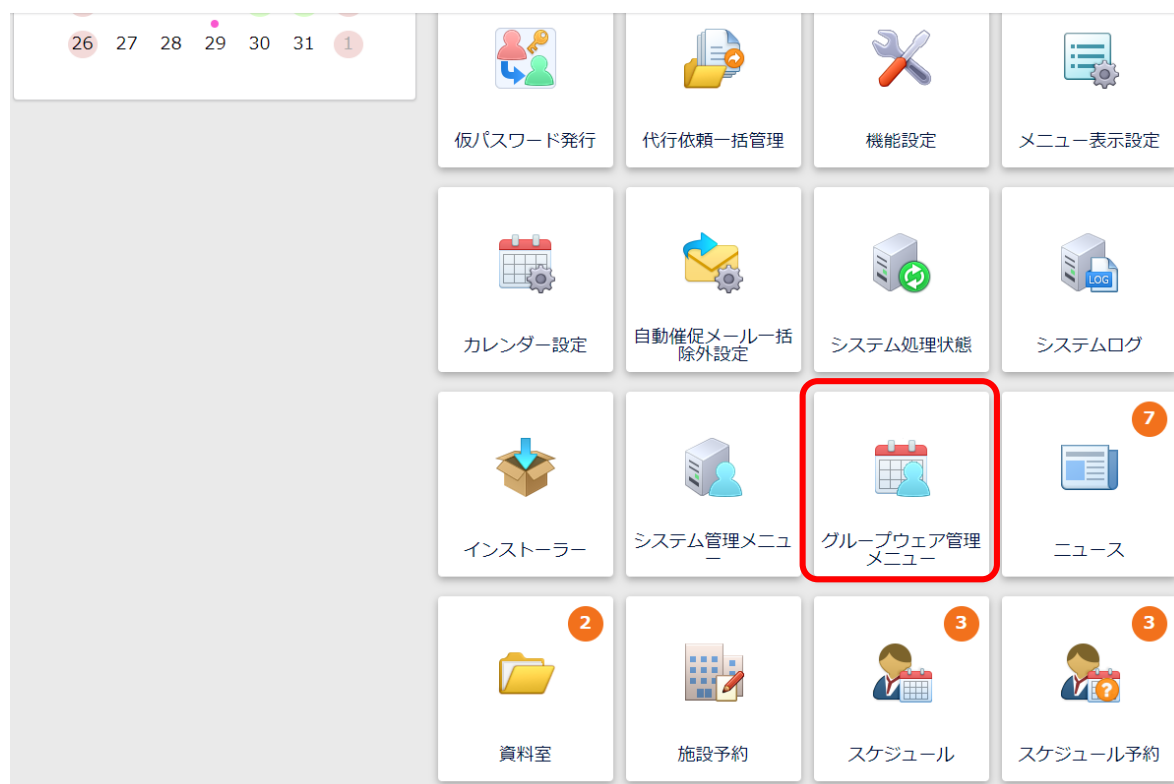 26 27 28 29 30 31 1
仮パスワード発行
代行依頼一括管理
機能設定
メニュー表示設定
カレンダー設定
自動催促メール一括
除外設定
システム処理状態
LOG
システムログ
インストーラー
システム管理メニュ
ー
グループウェア管理
メニュー
7
ニュース
2
資料室
施設予約
3
スケジュール
3
スケジュール予約